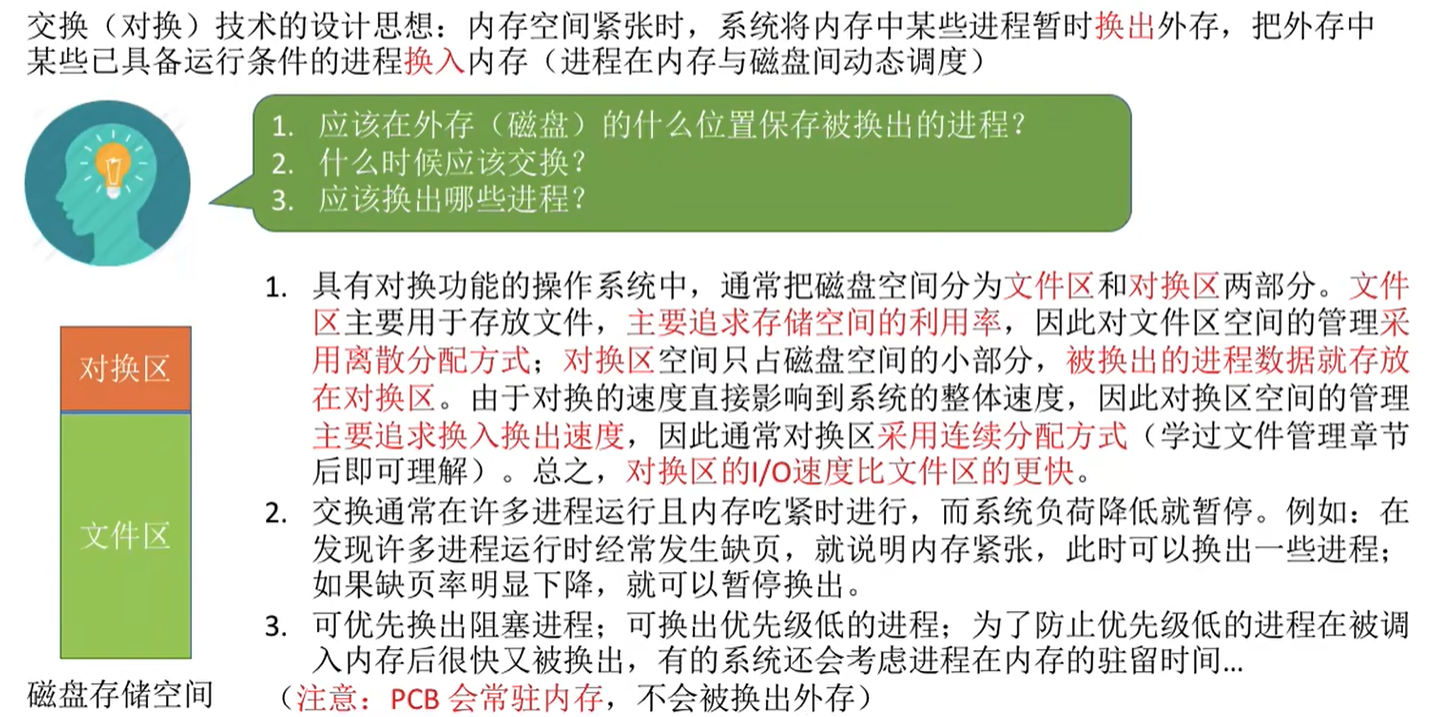 交换（对换）技术的设计思想：内存空间紧张时，系统将内存中某些进程暂时换出外存，把外存中
某些已具备运行条件的进程换入内存（进程在内存与磁盘间动态调度）
1. 应该在外存（磁盘）的什么位置保存被换出的进程？
2. 什么时候应该交换？
3. 应该换出哪些进程？
1. 具有对换功能的操作系统中，通常把磁盘空间分为文件区和对换区两部分。文件
区主要用于存放文件，主要追求存储空间的利用率，因此对文件区空间的管理采
用离散分配方式；对换区空间只占磁盘空间的小部分，被换出的进程数据就存放
在对换区。由于对换的速度直接影响到系统的整体速度，因此对换区空间的管理
主要追求换入换出速度，因此通常对换区采用连续分配方式（学过文件管理章节
后即可理解）。总之，对换区的I/O速度比文件区的更快。
2. 交换通常在许多进程运行且内存吃紧时进行，而系统负荷降低就暂停。例如：在
发现许多进程运行时经常发生缺页，就说明内存紧张，此时可以换出一些进程；
如果缺页率明显下降，就可以暂停换出。
3. 可优先换出阻塞进程；可换出优先级低的进程；为了防止优先级低的进程在被调
入内存后很快又被换出，有的系统还会考虑进程在内存的驻留时间…
（注意：PCB 会常驻内存，不会被换出外存）
对换区
文件区
磁盘存储空间